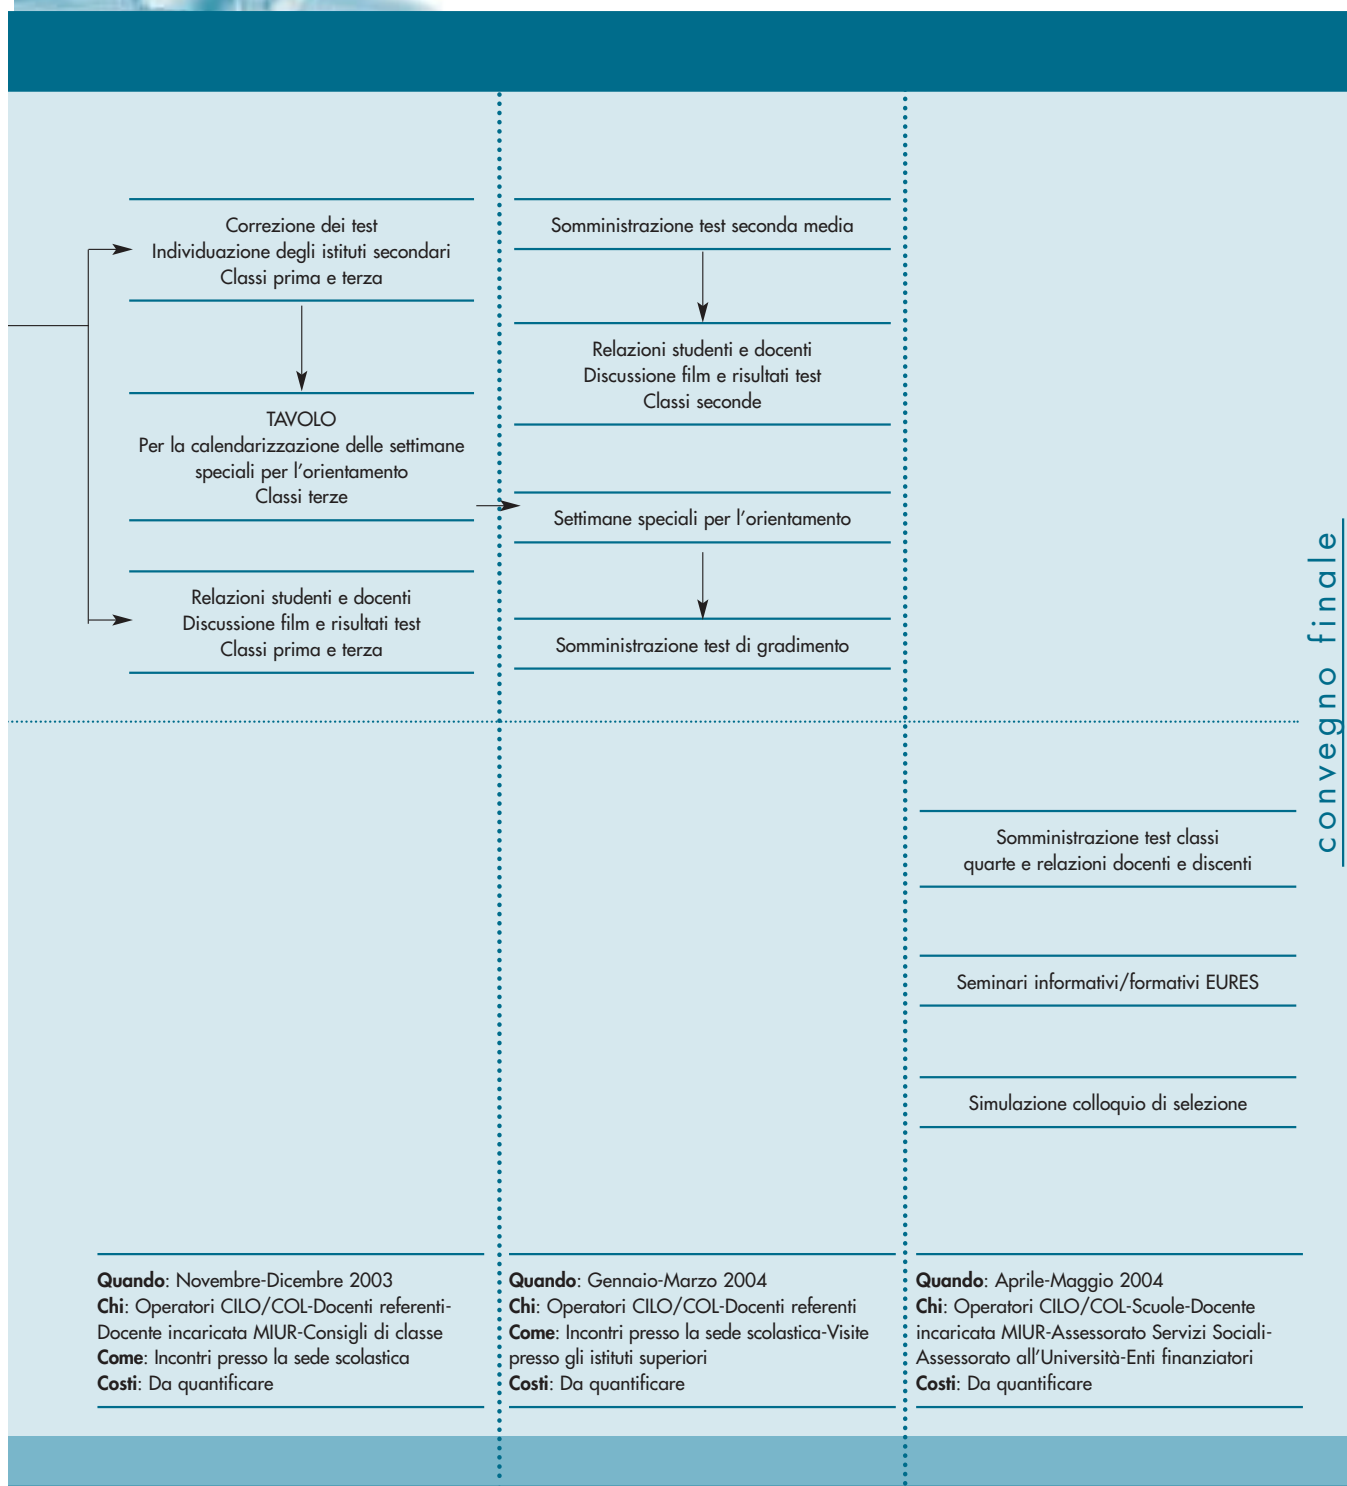 Correzione dei test
Individuazione degli istituti secondari
Classi prima e terza
TAVOLO
Per la calendarizzazione delle settimane
speciali per l'orientamento
Classi terze
Relazioni studenti e docenti
Discussione film e risultati test
Classi prima e terza
Somministrazione test seconda media
Relazioni studenti e docenti
Discussione film e risultati test
Classi seconde
Settimane speciali per l'orientamento
Somministrazione test di gradimento
Somministrazione test classi
quarte e relazioni docenti e discenti
Seminari informativi/formativi EURES
Simulazione colloquio di selezione
convegno finale
Quando: Novembre-Dicembre 2003
Chi: Operatori CILO/COL-Docenti referenti-
Docente incaricata MIUR-Consigli di classe
Come: Incontri presso la sede scolastica
Costi: Da quantificare
Quando: Gennaio-Marzo 2004
Chi: Operatori CILO/COL-Docenti referenti
Come: Incontri presso la sede scolastica-Visite
presso gli istituti superiori
Costi: Da quantificare
Quando: Aprile-Maggio 2004
Chi: Operatori CILO/COL-Scuole-Docente
incaricata MIUR-Assessorato Servizi Sociali-
Assessorato all'Università-Enti finanziatori
Costi: Da quantificare